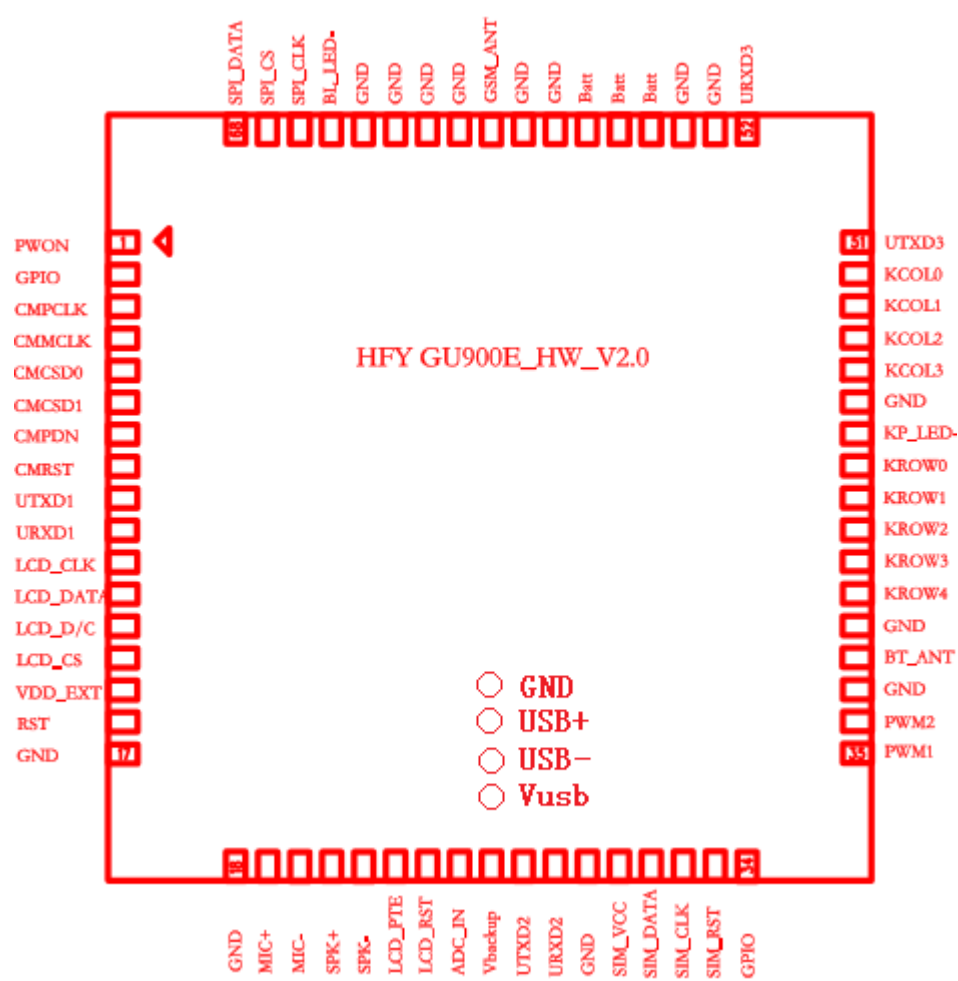 SPI_DATA
SPI_CS
SPI_CLK
BL_LED-
GND
GND
GND
GND
GSM_ANT
GND
GND
Batt
Batt
Batt
GND
GND
URXD3
68
52
PWON
GPIO
CMPCLK
CMMCLK
CMCSD0
CMCSD1
CMPDN
CMRST
UTXD1
URXD1
LCD_CLK
LCD_DATA
LCD_D/C
LCD_CS
VDD_EXT
RST
GND
1
17
HFY GU900E_HW_V2.0
GND
USB+
USB-
Vusb
51
35
UTXD3
KCOL0
KCOL1
KCOL2
KCOL3
GND
KP_LED-
KROW0
KROW1
KROW2
KROW3
KROW4
GND
BT_ANT
GND
PWM2
PWM1
18
34
GND
MIC+
MIC-
SPK+
SPK-
LCD_PTE
LCD_RST
ADC_IN
Vbackup
UTXD2
URXD2
GND
SIM_VCC
SIM_DATA
SIM_CLK
SIM_RST
GPIO